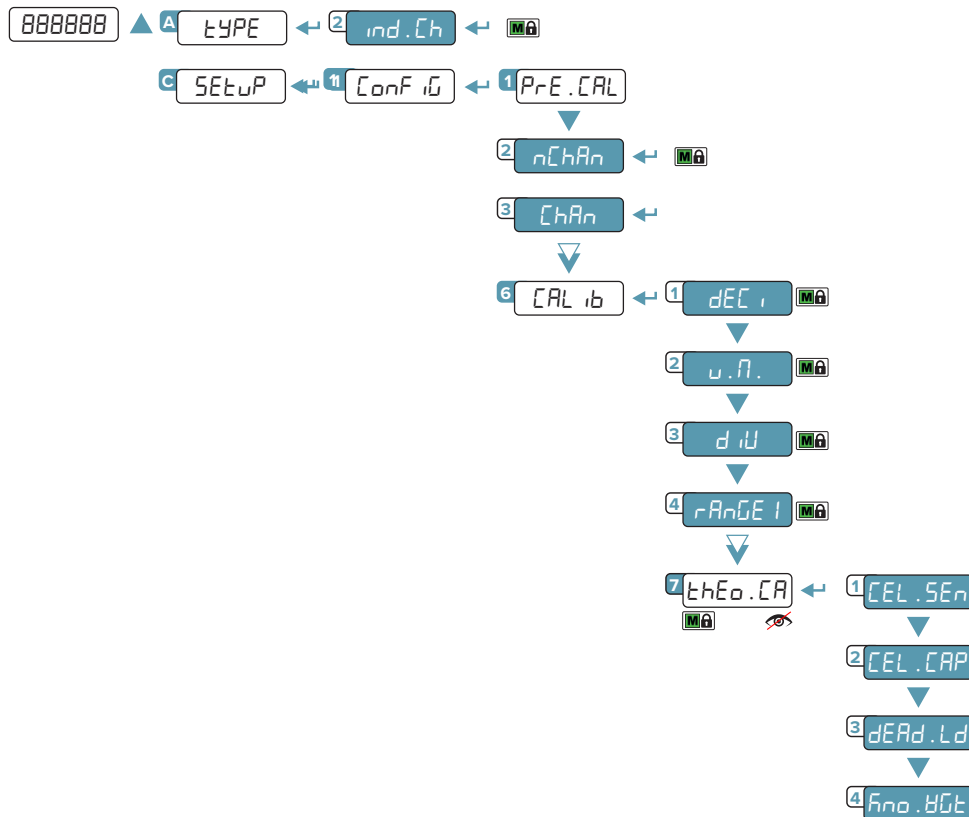 888888 A tYPE 2 ind.Ch M
C SEtuP 11 ConFiG 1 PrE.CAL
2 nChAn M
3 ChAn
6 CALib 1 dECi M
2 u.M. M
3 diU M
4 rAnGE1 M
7 thEo.CA 1 CEL.SEn
M
2 CEL.CAP
3 dEAd.Ld
4 kno.WGt